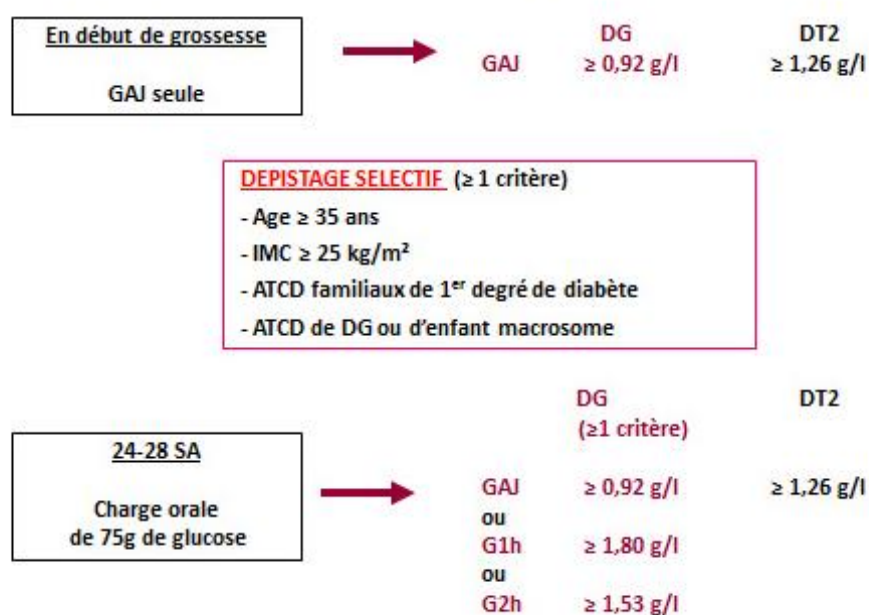 En début de grossesse
GAJ seule
DG DT2
GAJ ≥ 0,92 g/l ≥ 1,26 g/l
DEPISTAGE SELECTIF (≥ 1 critère)
- Age ≥ 35 ans
- IMC ≥ 25 kg/m²
- ATCD familiaux de 1er degré de diabète
- ATCD de DG ou d'enfant macrosome
24-28 SA
Charge orale
de 75g de glucose
DG DT2
(≥1 critère)
GAJ ≥ 0,92 g/l ≥ 1,26 g/l
ou
G1h ≥ 1,80 g/l
ou
G2h ≥ 1,53 g/l